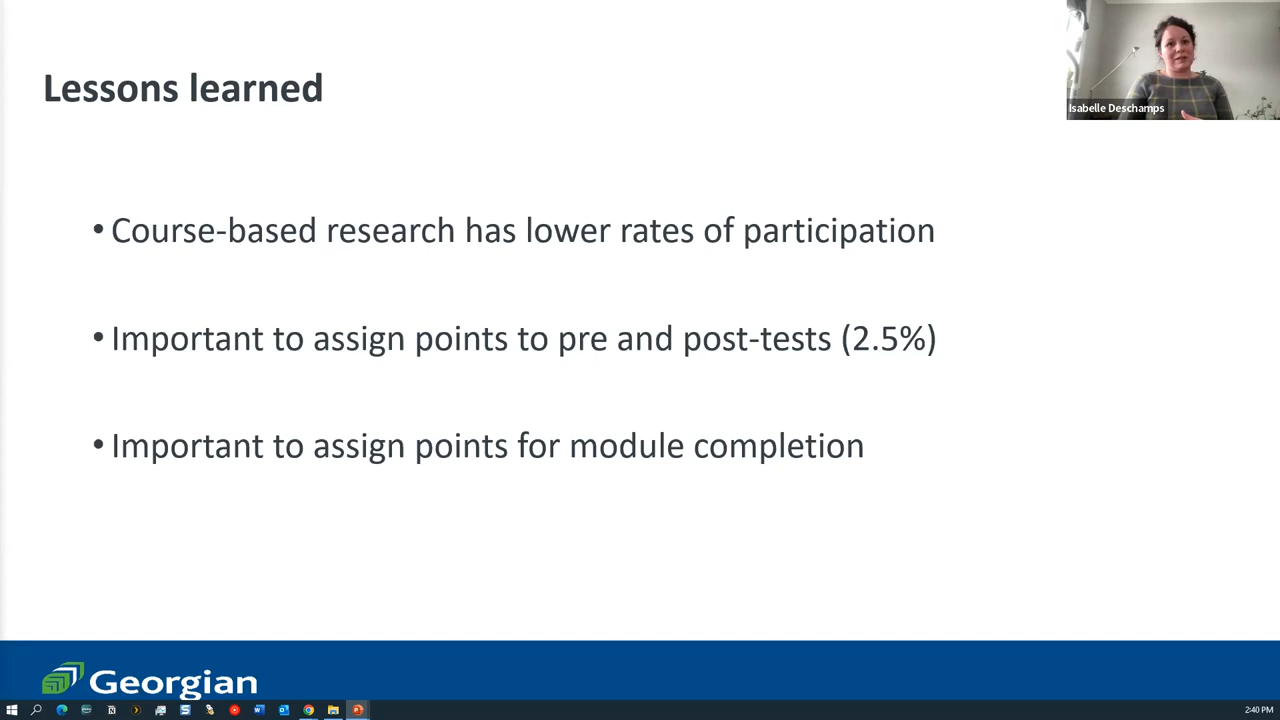 Lessons learned
Isabelle Deschamps
• Course-based research has lower rates of participation
• Important to assign points to pre and post-tests (2.5%)
• Important to assign points for module completion
Georgian
2:40 PM